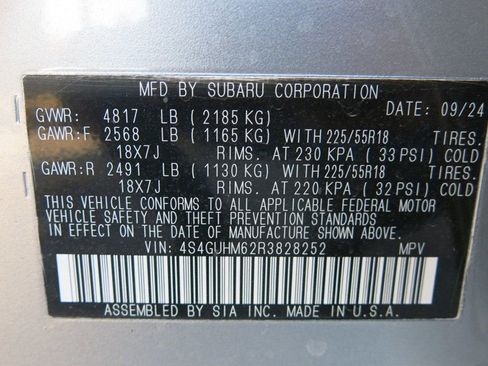 MFD BY SUBARU CORPORATION
GVWR: 4817 LB ( 2185 KG) DATE: 09/24
GAWR:F 2568 LB ( 1165 KG) WITH 225/55R18 TIRES.
18X7J RIMS. AT 230 KPA ( 33 PSI) COLD
GAWR:R 2491 LB ( 1130 KG) WITH 225/55R18 TIRES.
18X7J RIMS. AT 220 KPA ( 32 PSI) COLD
THIS VEHICLE CONFORMS TO ALL APPLICABLE FEDERAL MOTOR
VEHICLE SAFETY AND THEFT PREVENTION STANDARDS
IN EFFECT ON THE DATE OF MANUFACTURE SHOWN ABOVE.
VIN: 4S4GUHM62R3828252 MPV
ASSEMBLED BY SIA INC. MADE IN U.S.A.